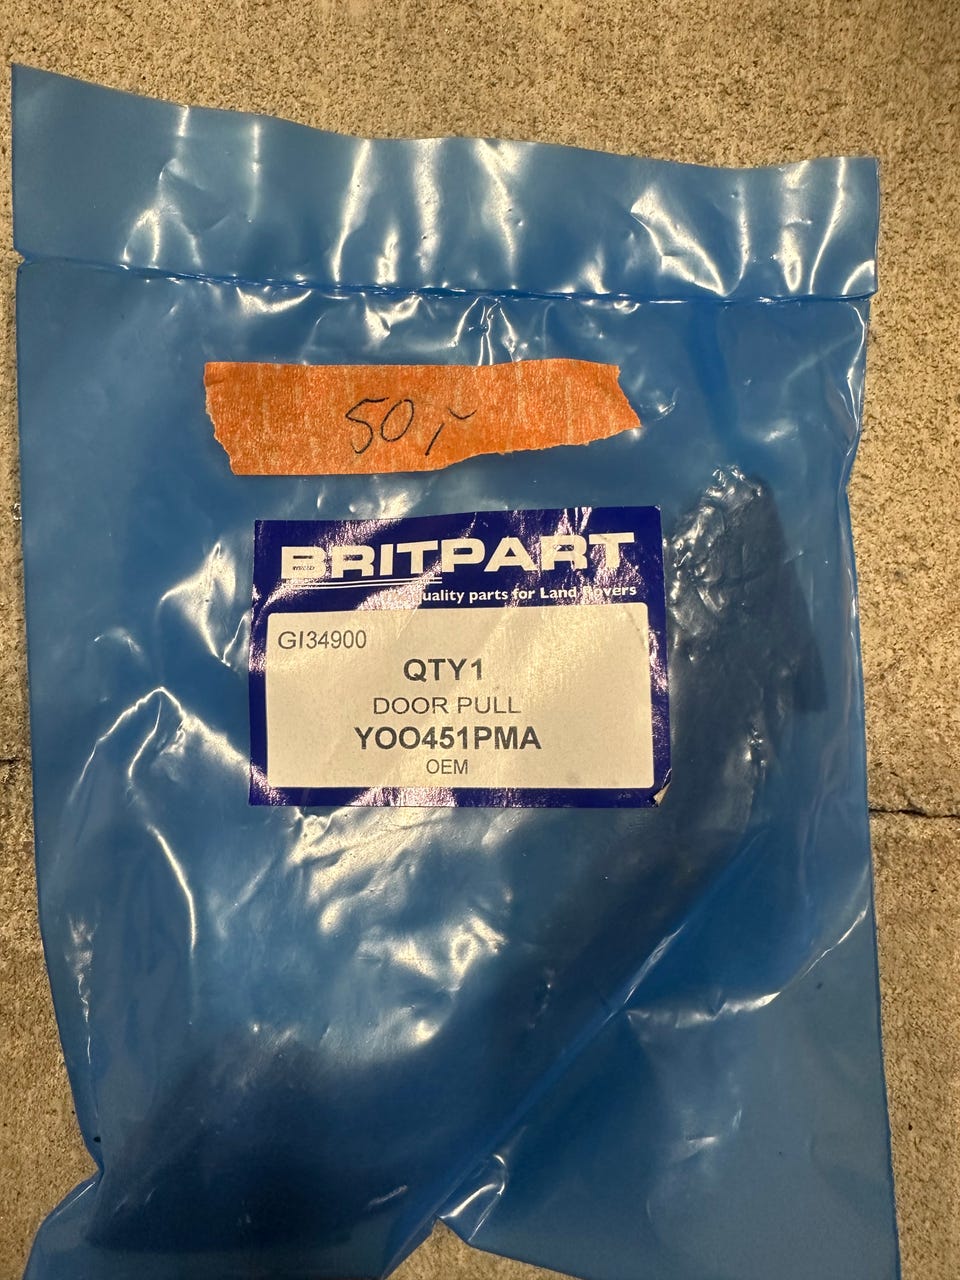 50,-
BRITPART
quality parts for Land Rovers
GI34900
QTY1
DOOR PULL
YOO451PMA
OEM